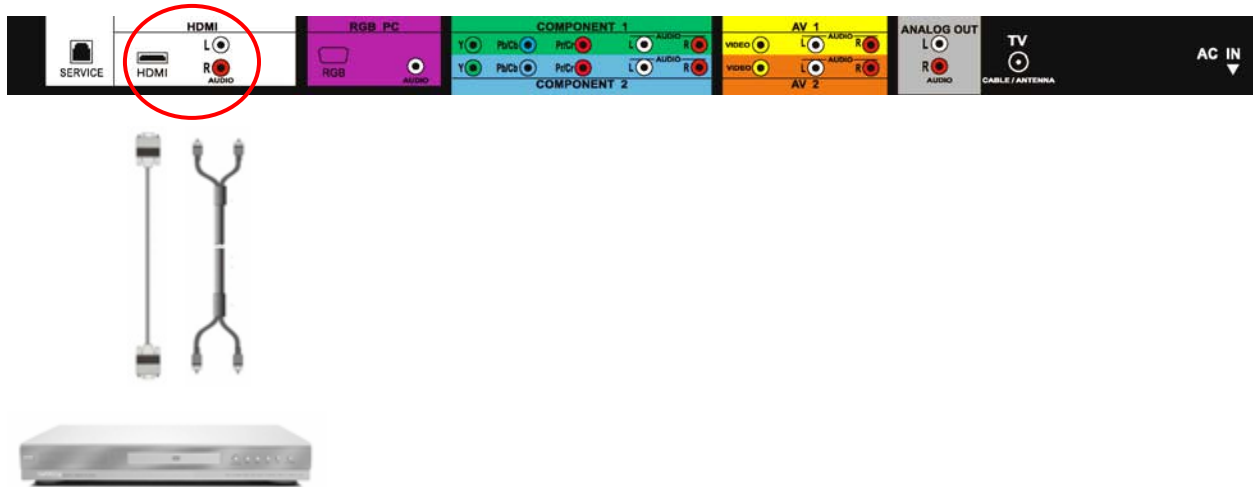 SERVICE
HDMI
HDMI
L
R
AUDIO
RGB PC
RGB
AUDIO
COMPONENT 1
Y Pb/Cb Pr/Cr L AUDIO R
Y Pb/Cb Pr/Cr L AUDIO R
COMPONENT 2
AV 1
VIDEO L AUDIO R
VIDEO L AUDIO R
AV 2
ANALOG OUT
L
R
AUDIO
TV
CABLE / ANTENNA
AC IN